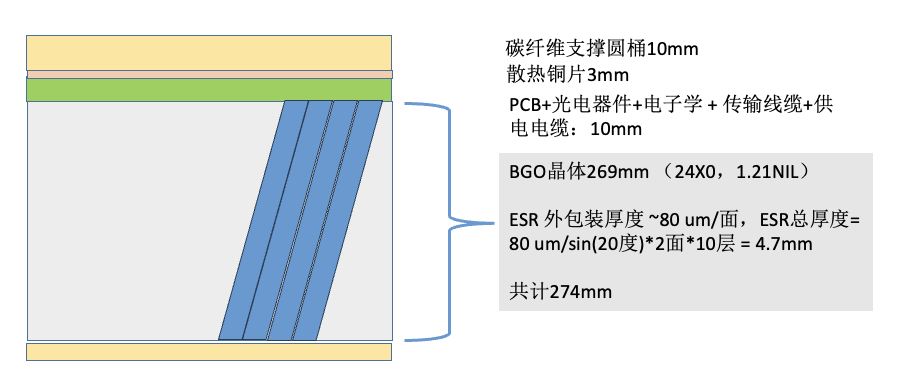 碳纤维支撑圆桶10mm
散热铜片3mm
PCB+光电器件+电子学 + 传输线缆+供
电电缆：10mm
BGO晶体269mm （24X0，1.21NIL）
ESR 外包装厚度 ~80 um/面，ESR总厚度=
80 um/sin(20度)*2面*10层 = 4.7mm
共计274mm